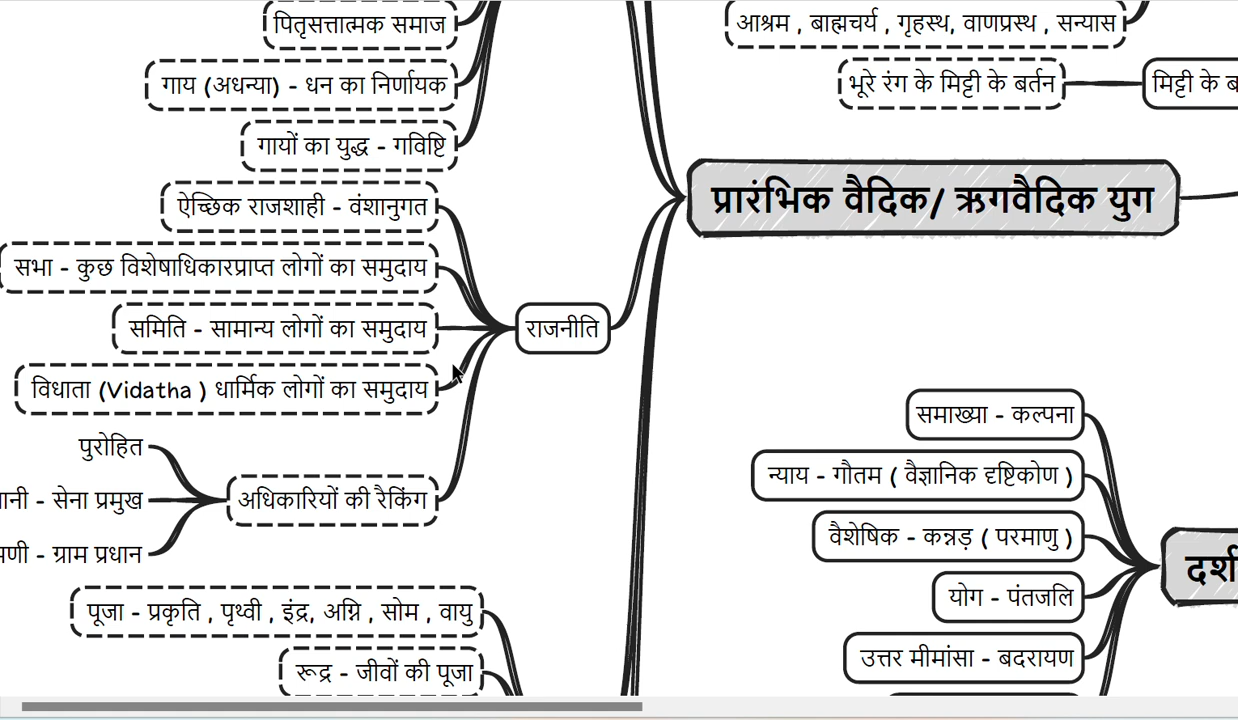 पितृसत्तात्मक समाज
गाय (अधन्या) - धन का निर्णायक
गायों का युद्ध - गविष्टि
ऐच्छिक राजशाही - वंशानुगत
सभा - कुछ विशेषाधिकारप्राप्त लोगों का समुदाय
समिति - सामान्य लोगों का समुदाय
विधाता (Vidatha ) धार्मिक लोगों का समुदाय
राजनीति
पुरोहित
- सेना प्रमुख
- ग्राम प्रधान
अधिकारियों की रैकिंग
पूजा - प्रकृति , पृथ्वी , इंद्र, अग्नि , सोम , वायु
रूद्र - जीवों की पूजा
आश्रम , बाह्मचर्य , गृहस्थ, वाणप्रस्थ , सन्यास
भूरे रंग के मिट्टी के बर्तन
मिट्टी के
प्रारंभिक वैदिक/ ऋगवैदिक युग
समाख्या - कल्पना
न्याय - गौतम ( वैज्ञानिक दृष्टिकोण )
वैशेषिक - कन्नड़ ( परमाणु )
योग - पंतजलि
उत्तर मीमांसा - बदरायण